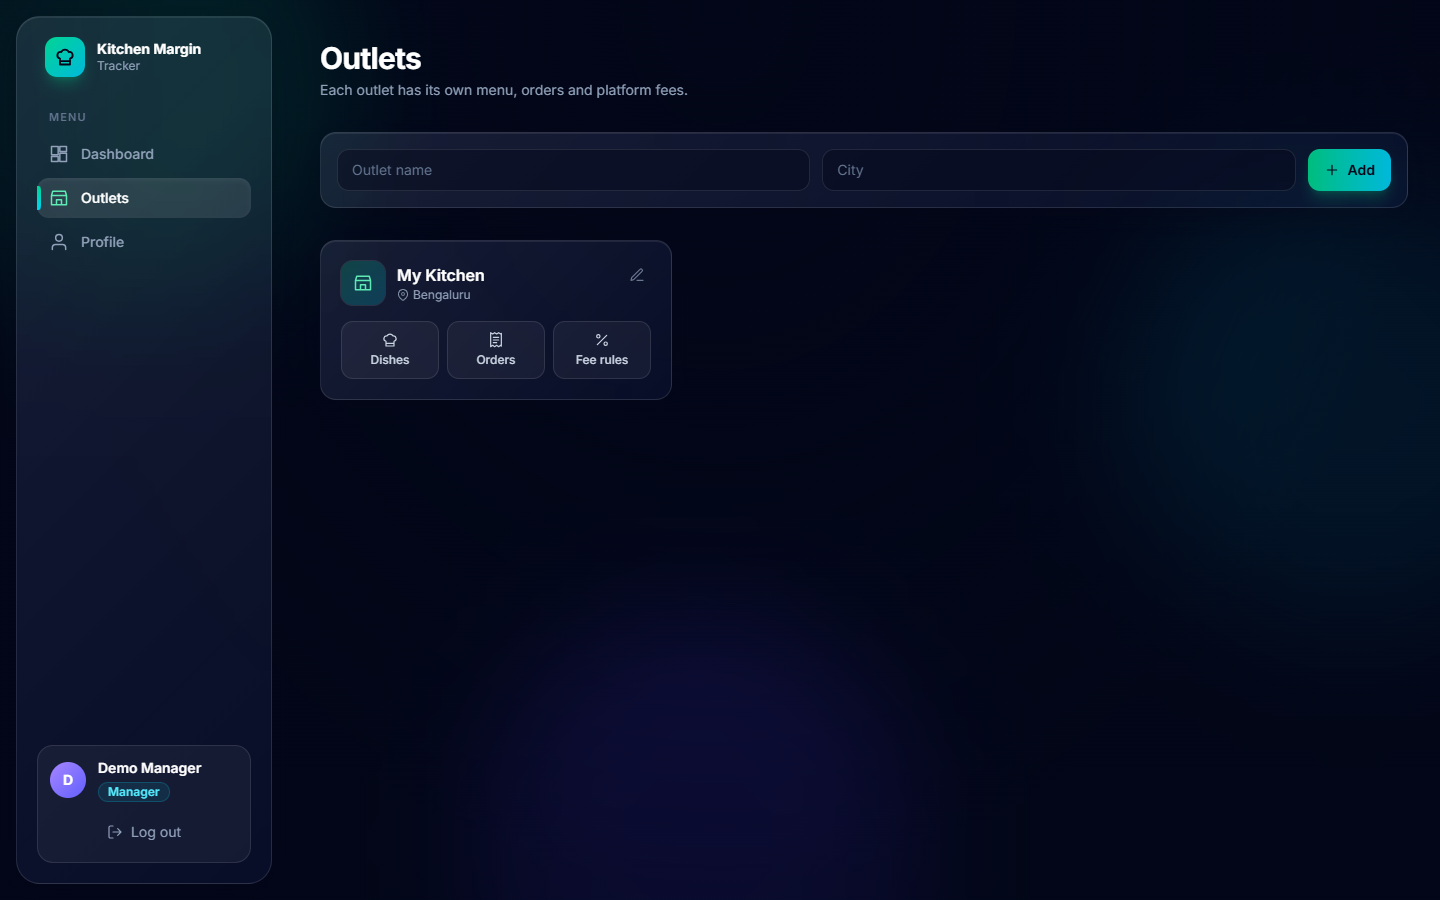 Kitchen Margin
Tracker
MENU
Dashboard
Outlets
Profile
Demo Manager
D
Manager
Log out
Outlets
Each outlet has its own menu, orders and platform fees.
Outlet name
City
Add
My Kitchen
Bengaluru
Dishes
Orders
Fee rules